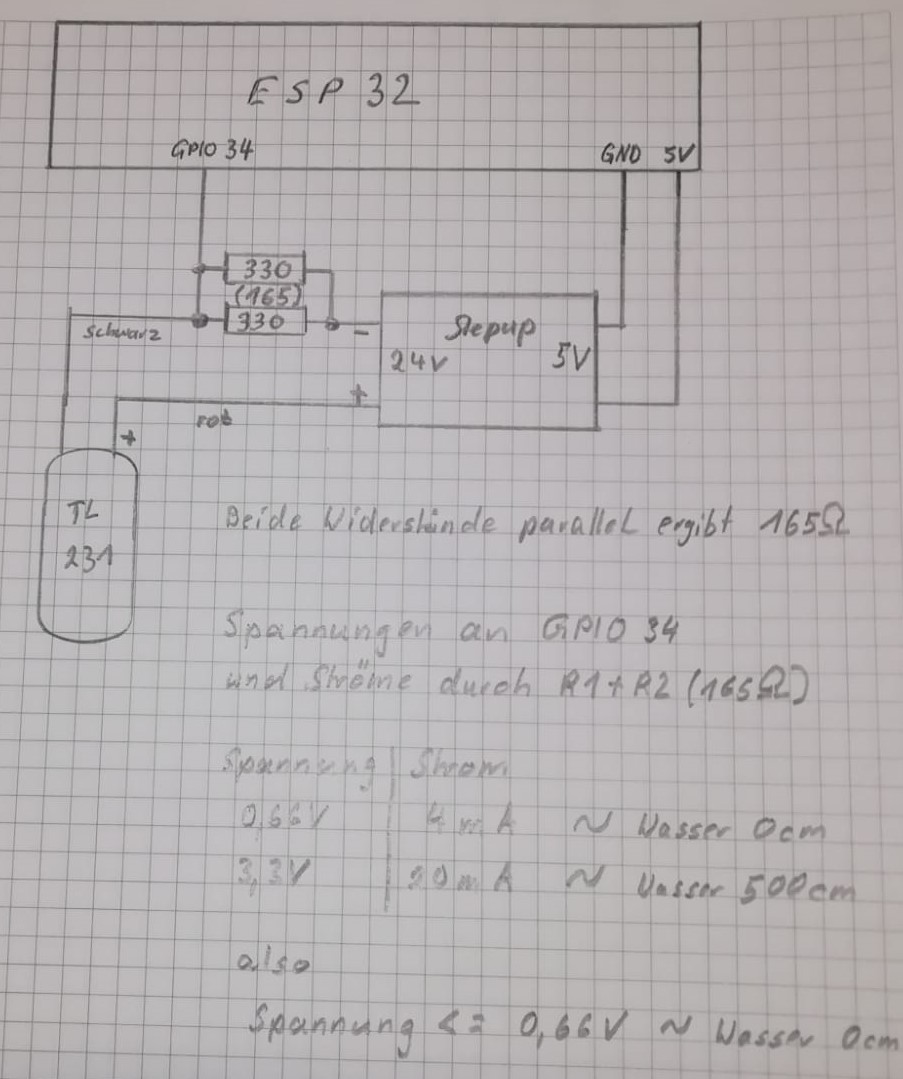 ESP 32
GPIO 34 GND 5V
330
(165)
330
schwarz
-
Stepup
24V 5V
+
rot
+
TL
231
Beide Widerstände parallel ergibt 165Ω
Spannungen an GPIO 34
und Ströme durch R1+R2 (165Ω)
Spannung | Strom
0,66V | 4mA ~ Wasser 0cm
3,3V | 20mA ~ Wasser 500cm
also
Spannung <= 0,66V ~ Wasser 0cm